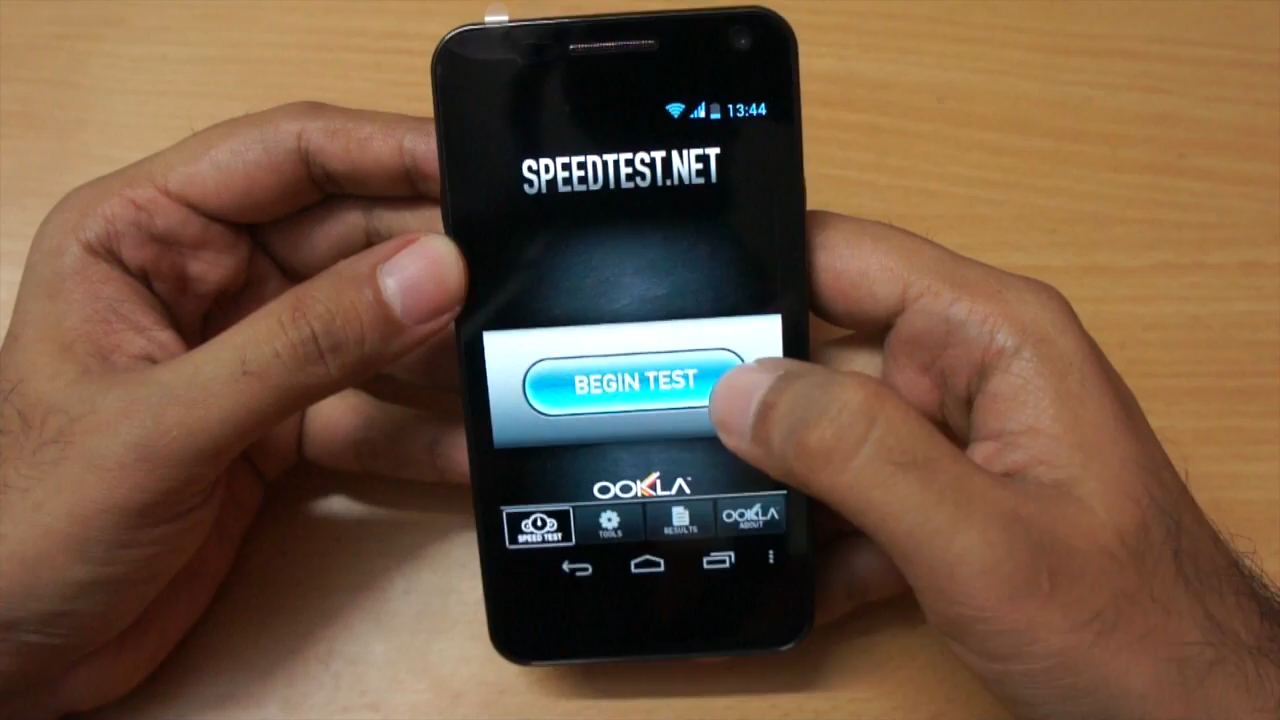 13:44
SPEEDTEST.NET
BEGIN TEST
OOKLA
SPEED TEST
TOOLS
RESULTS
OOKLA
ABOUT